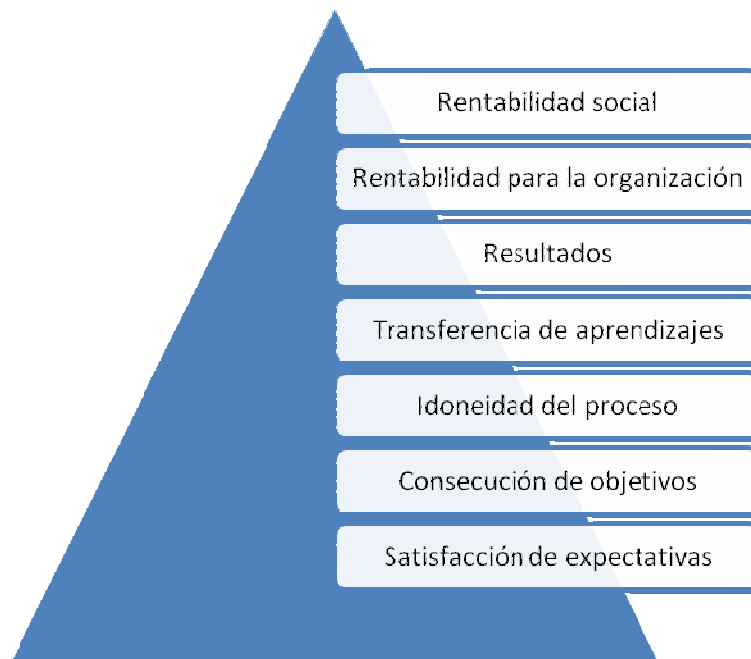 Rentabilidad social
Rentabilidad para la organización
Resultados
Transferencia de aprendizajes
Idoneidad del proceso
Consecución de objetivos
Satisfacción de expectativas